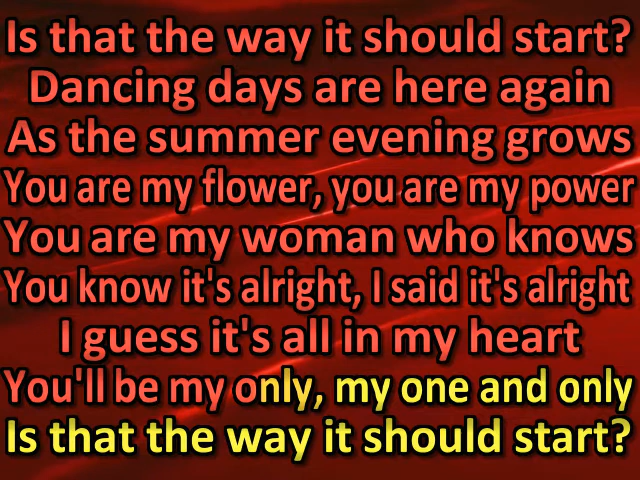 Is that the way it should start?
Dancing days are here again
As the summer evening grows
You are my flower, you are my power
You are my woman who knows
You know it's alright, I said it's alright
I guess it's all in my heart
You'll be my only, my one and only
Is that the way it should start?